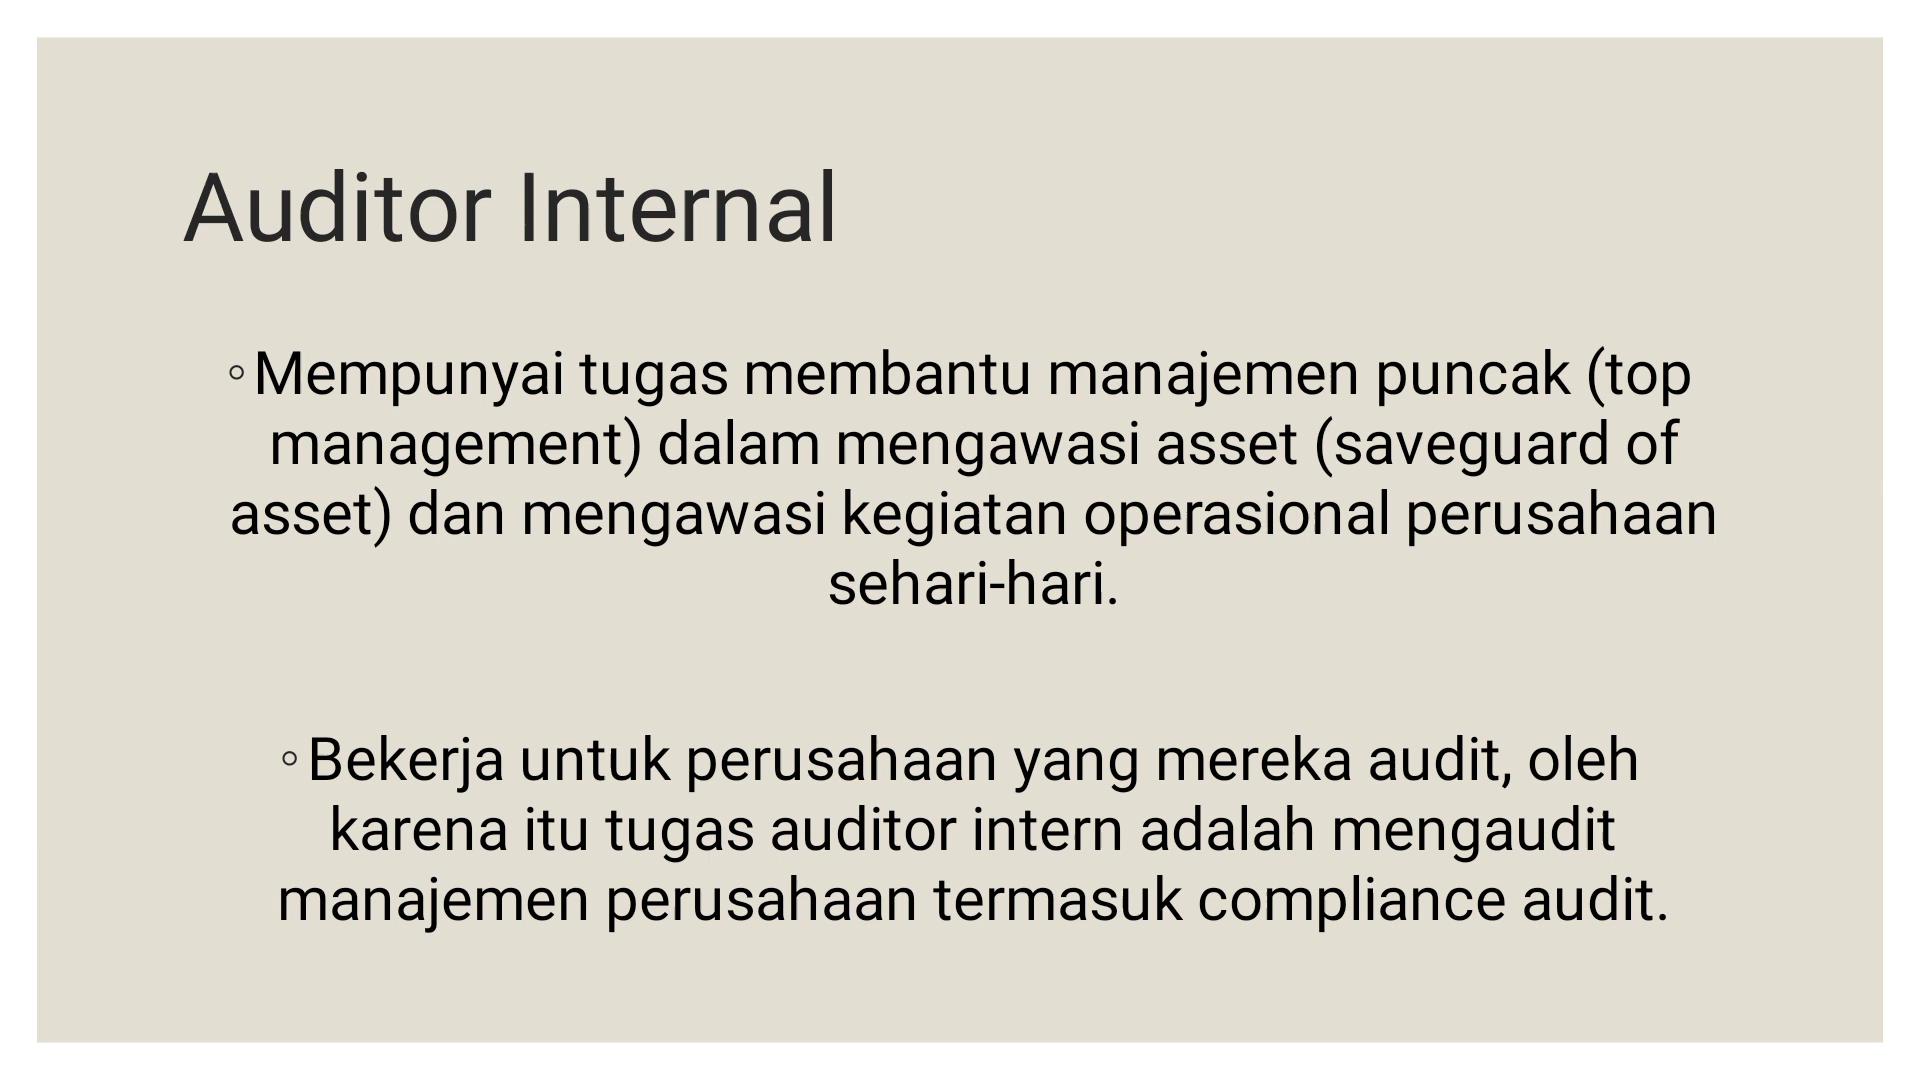 Auditor Internal
◦Mempunyai tugas membantu manajemen puncak (top
management) dalam mengawasi asset (saveguard of
asset) dan mengawasi kegiatan operasional perusahaan
sehari-hari.
◦Bekerja untuk perusahaan yang mereka audit, oleh
karena itu tugas auditor intern adalah mengaudit
manajemen perusahaan termasuk compliance audit.